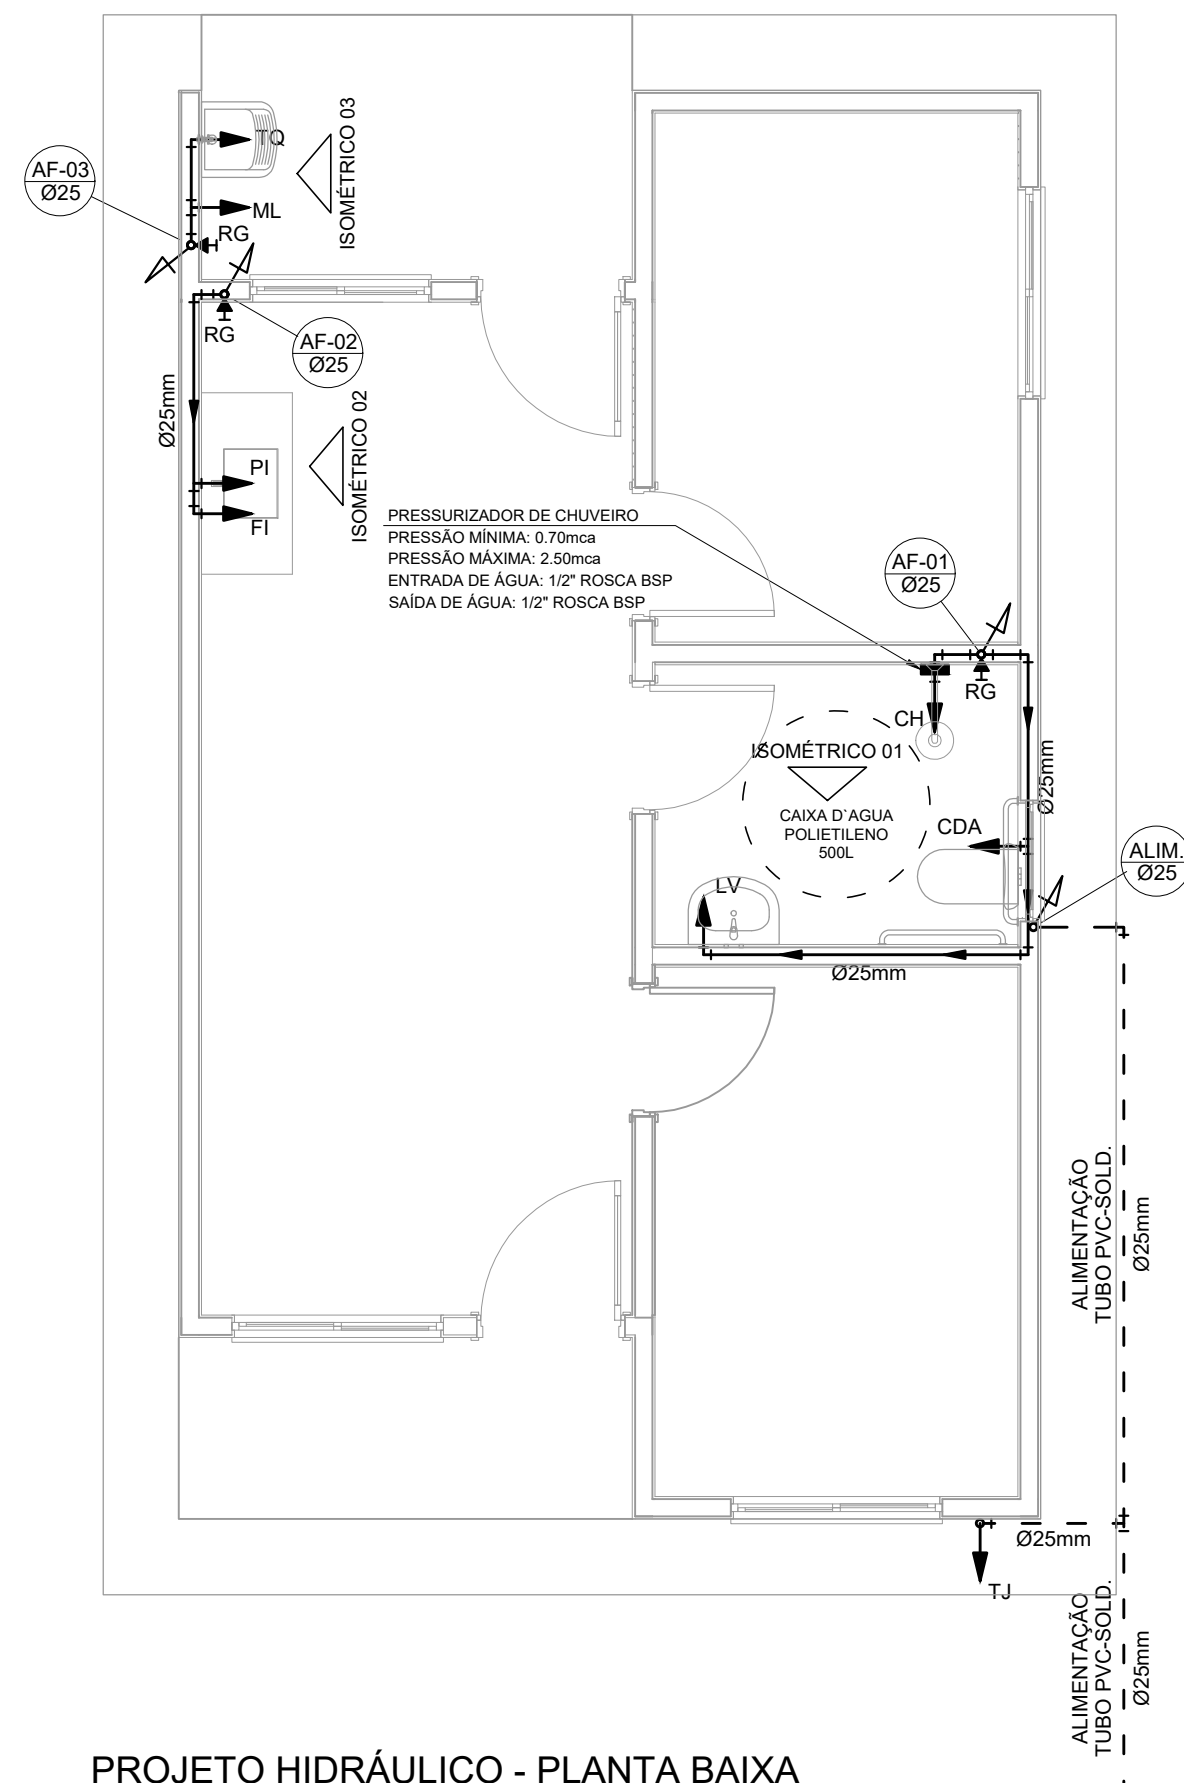 TQ
ISOMÉTRICO 03
AF-03
Ø25
ML
RG
RG
AF-02
Ø25
Ø25mm
ISOMÉTRICO 02
PI
FI
PRESSURIZADOR DE CHUVEIRO
PRESSÃO MÍNIMA: 0.70mca
PRESSÃO MÁXIMA: 2.50mca
ENTRADA DE ÁGUA: 1/2" ROSCA BSP
SAÍDA DE ÁGUA: 1/2" ROSCA BSP
AF-01
Ø25
RG
CH
ISOMÉTRICO 01
Ø25mm
CAIXA D`AGUA
POLIETILENO
500L
CDA
ALIM.
Ø25
LV
Ø25mm
ALIMENTAÇÃO
TUBO PVC-SOLD.
Ø25mm
Ø25mm
TJ
ALIMENTAÇÃO
TUBO PVC-SOLD.
Ø25mm
PROJETO HIDRÁULICO - PLANTA BAIXA